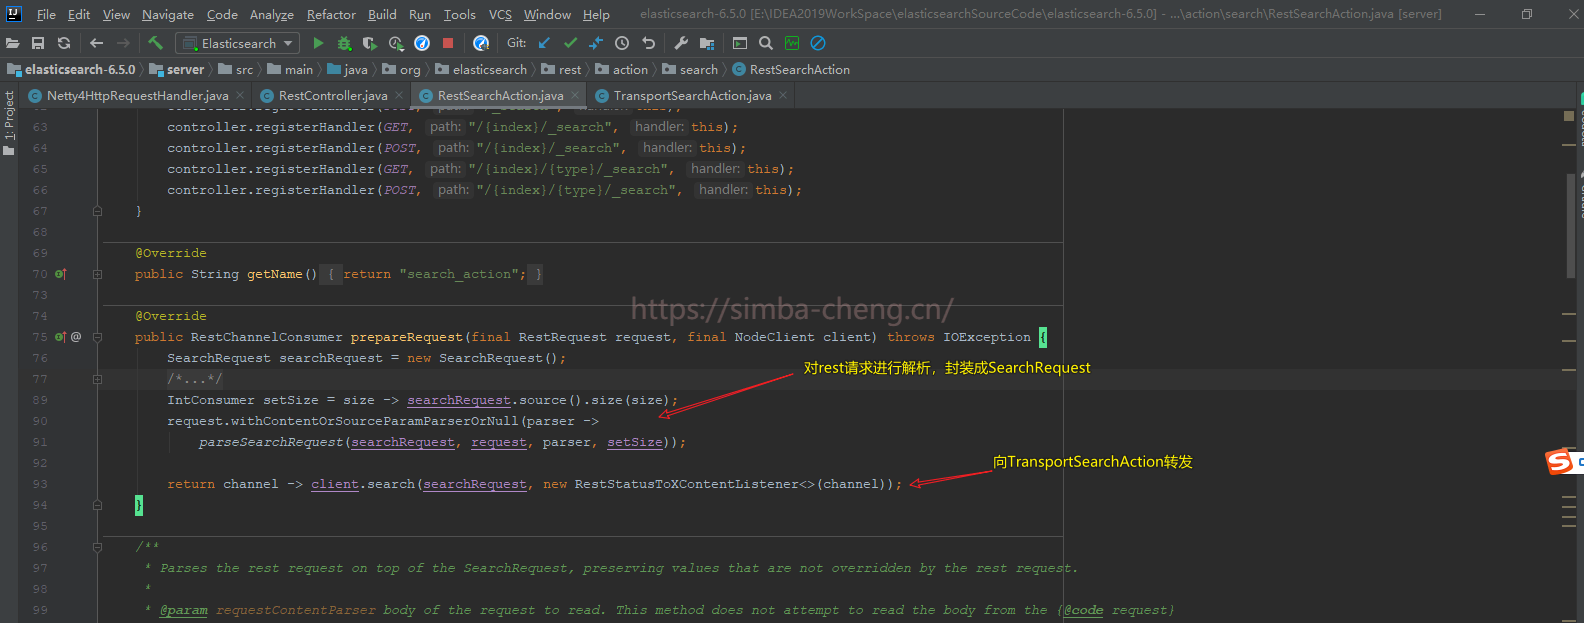 File Edit View Navigate Code Analyze Refactor Build Run Tools VCS Window Help elasticsearch-6.5.0 [E:\IDEA2019WorkSpace\elasticsearchSourceCode\elasticsearch-6.5.0] - ...\action\search\RestSearchAction.java [server]
Elasticsearch Git:
elasticsearch-6.5.0 server src main java org elasticsearch rest action search RestSearchAction
Netty4HttpRequestHandler.java RestController.java RestSearchAction.java TransportSearchAction.java
1: Project
63 controller.registerHandler(GET, path: "/{index}/_search", handler: this);
64 controller.registerHandler(POST, path: "/{index}/_search", handler: this);
65 controller.registerHandler(GET, path: "/{index}/{type}/_search", handler: this);
66 controller.registerHandler(POST, path: "/{index}/{type}/_search", handler: this);
67 }
68
69 @Override
70 public String getName() { return "search_action"; }
73
https://simba-cheng.cn/
74 @Override
75 @ public RestChannelConsumer prepareRequest(final RestRequest request, final NodeClient client) throws IOException {
76 SearchRequest searchRequest = new SearchRequest();
对rest请求进行解析，封装成SearchRequest
77 /*...*/
89 IntConsumer setSize = size -> searchRequest.source().size(size);
90 request.withContentOrSourceParamParserOrNull(parser ->
91 parseSearchRequest(searchRequest, request, parser, setSize));
92
向TransportSearchAction转发
93 return channel -> client.search(searchRequest, new RestStatusToXContentListener<>(channel));
94 }
95
96 /**
97 * Parses the rest request on top of the SearchRequest, preserving values that are not overridden by the rest request.
98 *
99 * @param requestContentParser body of the request to read. This method does not attempt to read the body from the {@code request}